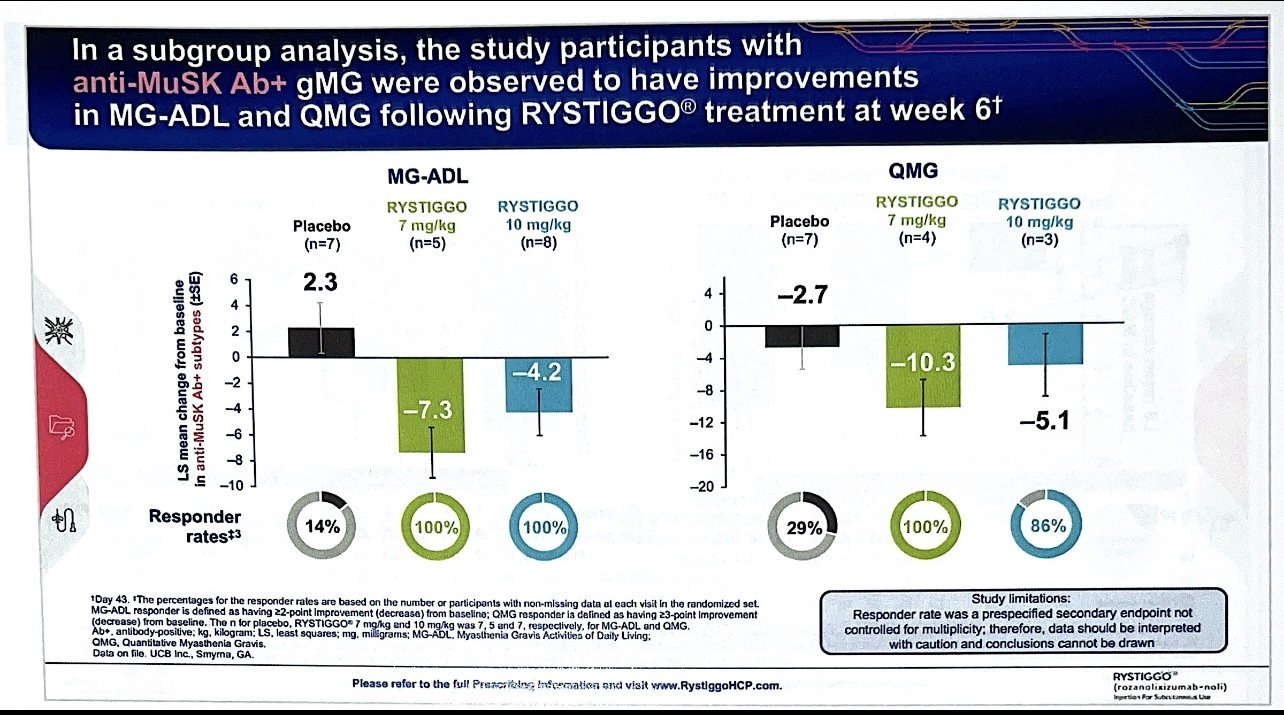 In a subgroup analysis, the study participants with
anti-MuSK Ab+ gMG were observed to have improvements
in MG-ADL and QMG following RYSTIGGO® treatment at week 6†
MG-ADL
Placebo
(n=7)
RYSTIGGO
7 mg/kg
(n=5)
RYSTIGGO
10 mg/kg
(n=8)
LS mean change from baseline
in anti-MuSK Ab+ subtypes (±SE)
6
4
2
0
–2
–4
–6
–8
–10
2.3
–7.3
–4.2
QMG
Placebo
(n=7)
RYSTIGGO
7 mg/kg
(n=4)
RYSTIGGO
10 mg/kg
(n=3)
4
0
–4
–8
–12
–16
–20
–2.7
–10.3
–5.1
Responder
rates‡3
14%
100%
100%
29%
100%
86%
†Day 43. ‡The percentages for the responder rates are based on the number or participants with non-missing data at each visit in the randomized set.
MG-ADL responder is defined as having ≥2-point improvement (decrease) from baseline; QMG responder is defined as having ≥3-point improvement
(decrease) from baseline. The n for placebo, RYSTIGGO® 7 mg/kg and 10 mg/kg was 7, 5 and 7, respectively, for MG-ADL and QMG.
Ab+, antibody-positive; kg, kilogram; LS, least squares; mg, milligrams; MG-ADL, Myasthenia Gravis Activities of Daily Living;
QMG, Quantitative Myasthenia Gravis.
Data on file. UCB Inc., Smyrna, GA.
Study limitations:
Responder rate was a prespecified secondary endpoint not
controlled for multiplicity; therefore, data should be interpreted
with caution and conclusions cannot be drawn
Please refer to the full Prescribing Information and visit www.RystiggoHCP.com.
RYSTIGGO®
(rozanolixizumab-noli)
Injection For Subcutaneous Use